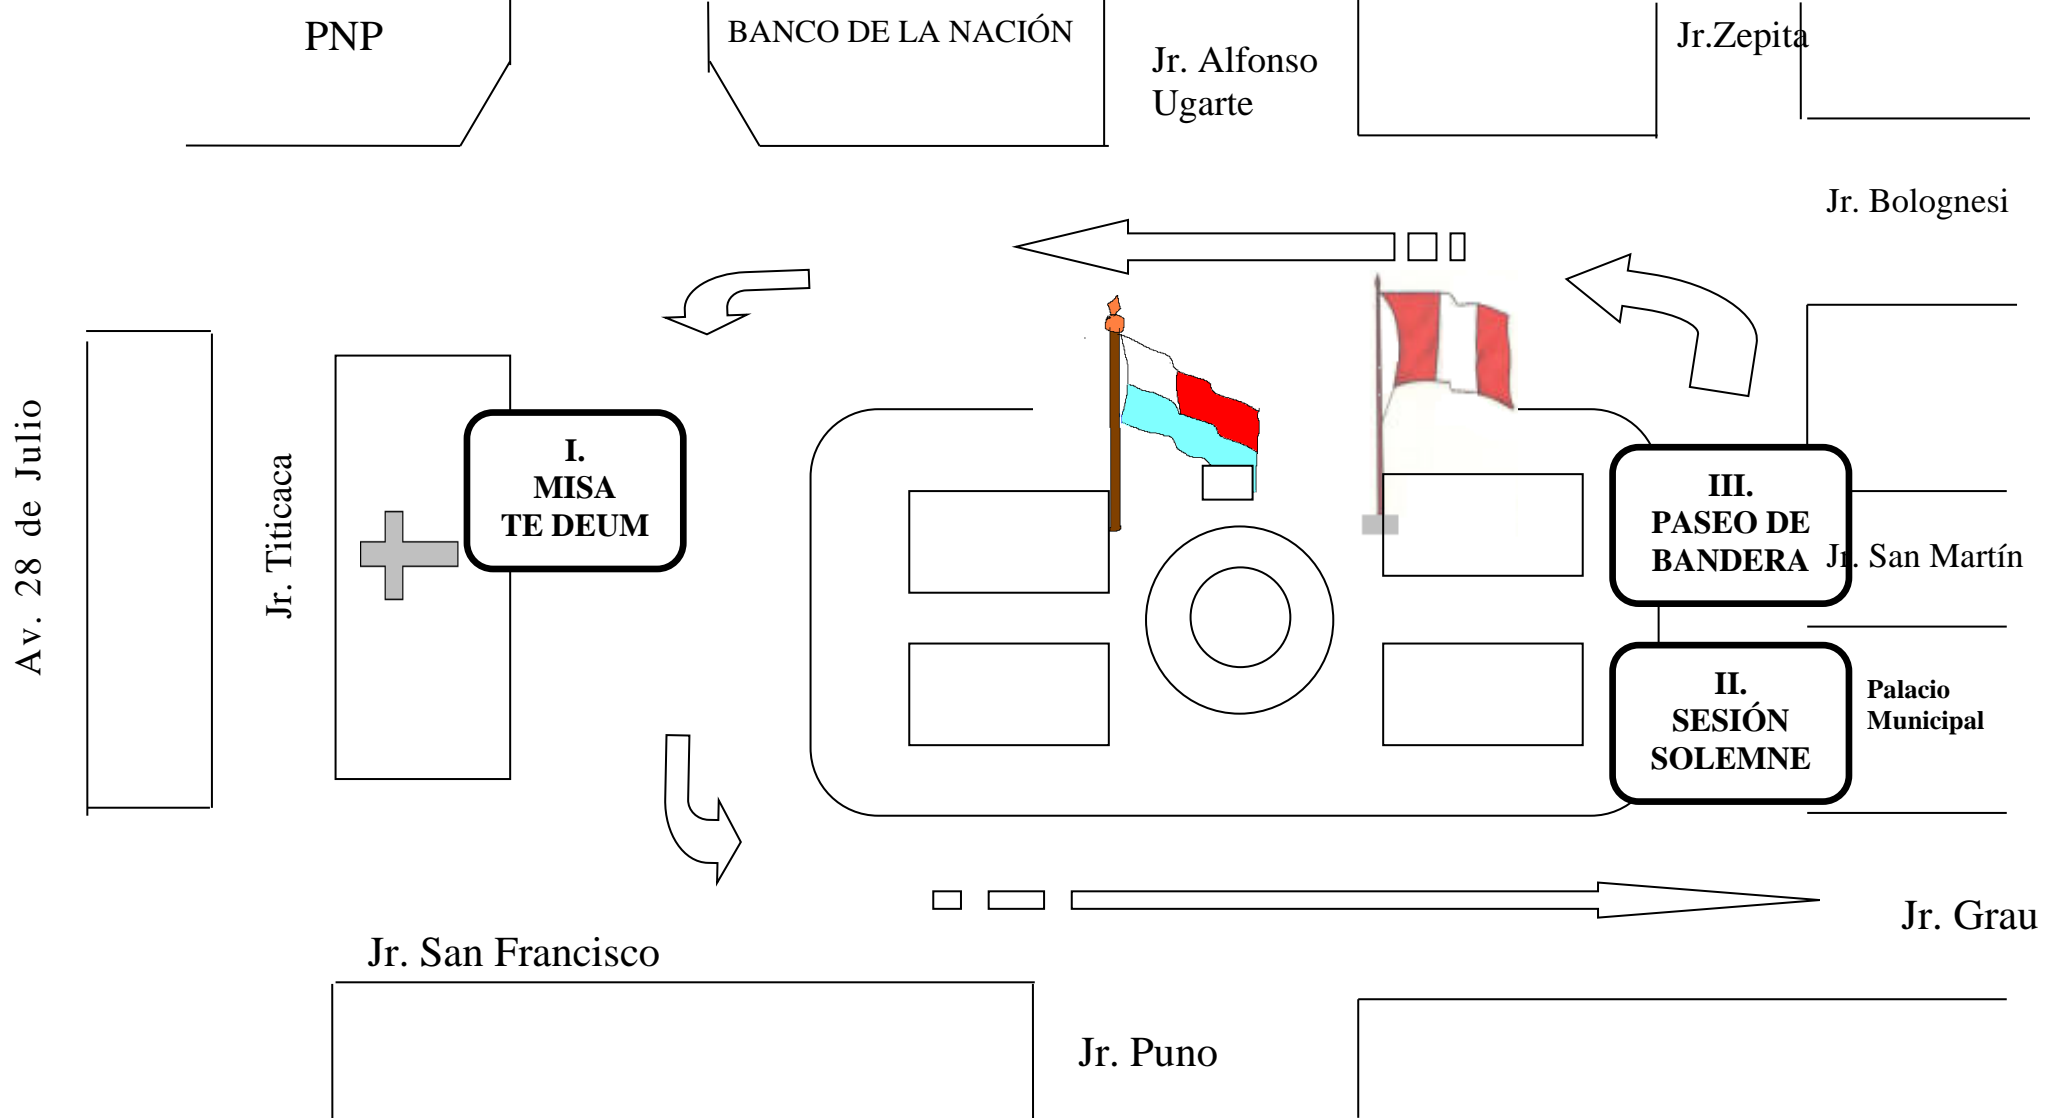 PNP
BANCO DE LA NACIÓN
Jr. Alfonso
Ugarte
Jr.Zepita
Jr. Bolognesi
Av. 28 de Julio
Jr. Titicaca
I.
MISA
TE DEUM
III.
PASEO DE
BANDERA
Jr. San Martín
II.
SESIÓN
SOLEMNE
Palacio
Municipal
Jr. Grau
Jr. San Francisco
Jr. Puno